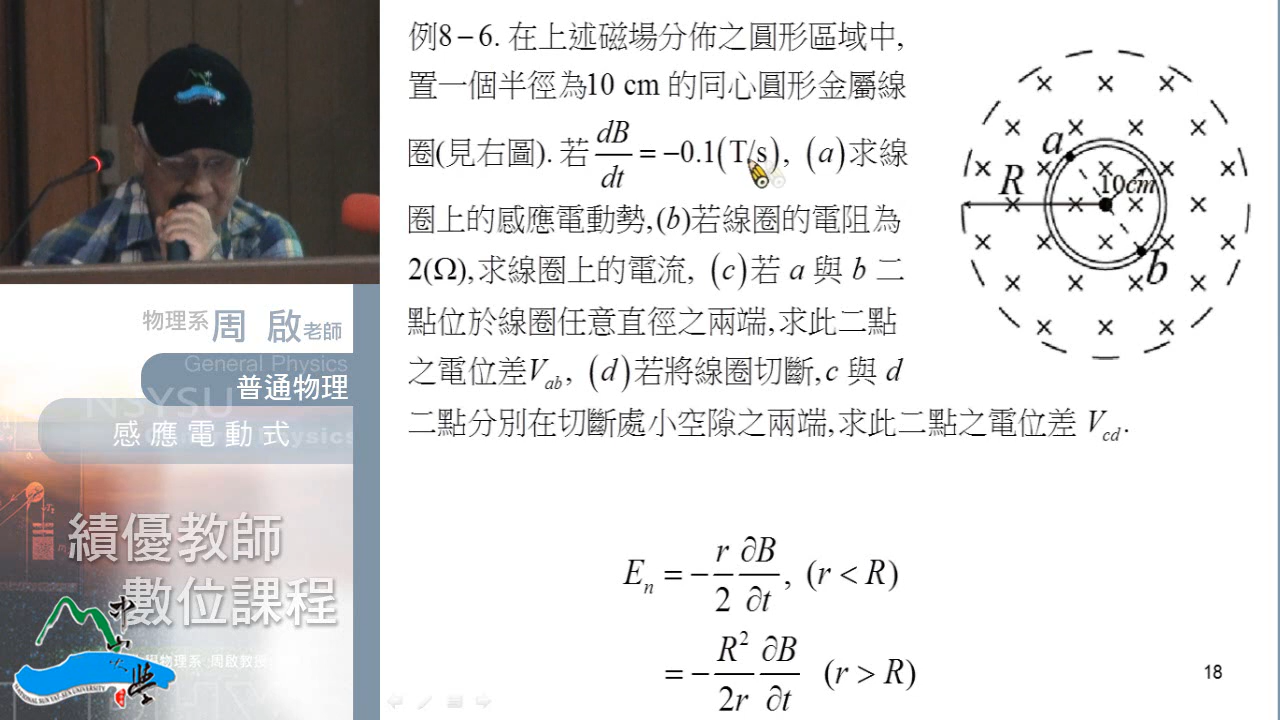 例8－6. 在上述磁場分佈之圓形區域中,
置一個半徑為10 cm 的同心圓形金屬線
圈(見右圖). 若 dB/dt = −0.1(T/s), (a)求線
圈上的感應電動勢,(b)若線圈的電阻為
2(Ω),求線圈上的電流, (c)若 a 與 b 二
點位於線圈任意直徑之兩端,求此二點
之電位差V_ab, (d)若將線圈切斷,c 與 d
二點分別在切斷處小空隙之兩端,求此二點之電位差 V_cd.
a
R
10cm
b
E_n = − r/2 ∂B/∂t, (r < R)
= − R²/2r ∂B/∂t (r > R)
18
物理系 周 啟 老師
General Physics
普通物理
NSYSU
感應電動式
績優教師
數位課程
NATIONAL SUN YAT-SEN UNIVERSITY